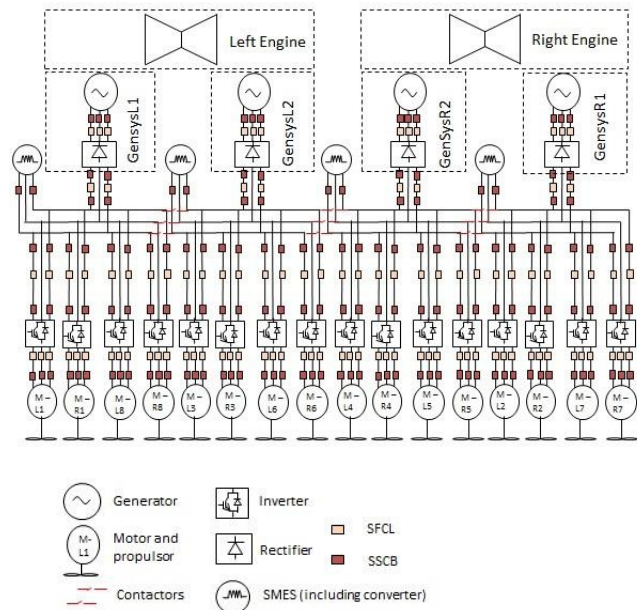 Left Engine
Right Engine
GensysL1
GensysL2
GenSysR2
GensysR1
M – L1
M – R1
M – L8
M – R8
M – L3
M – R3
M – L6
M – R6
M – L4
M – R4
M – L5
M – R5
M – L2
M – R2
M – L7
M – R7
Generator
Inverter
M- L1
Motor and
propulsor
Rectifier
SFCL
SSCB
Contactors
SMES (including converter)